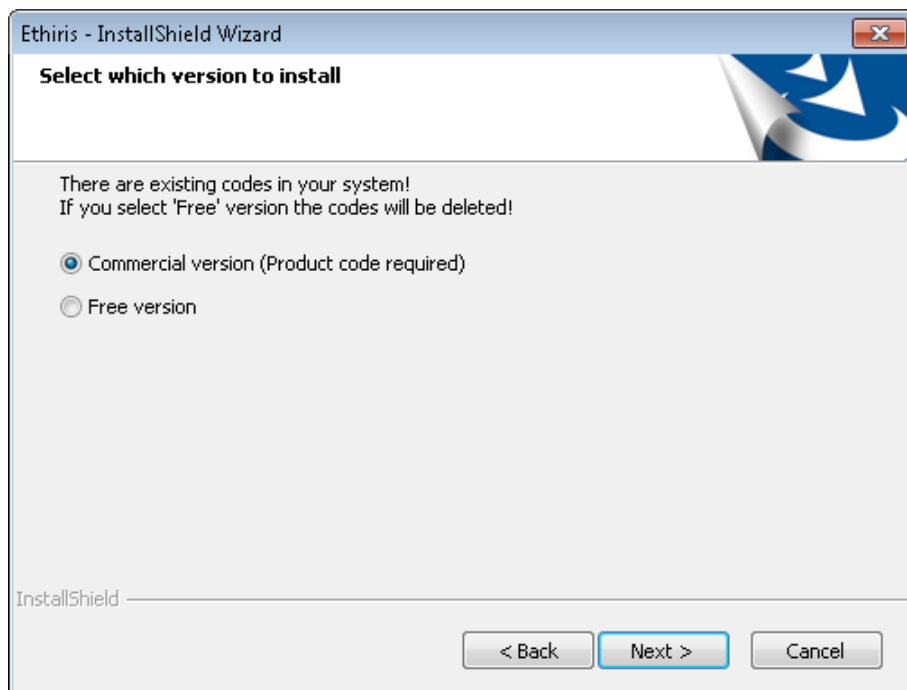 Ethiris - InstallShield Wizard
Select which version to install
There are existing codes in your system!
If you select 'Free' version the codes will be deleted!
Commercial version (Product code required)
Free version
InstallShield
< Back
Next >
Cancel